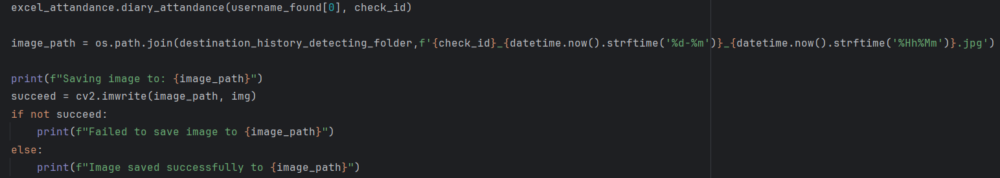 excel_attandance.diary_attandance(username_found[0], check_id)
image_path = os.path.join(destination_history_detecting_folder,f'{check_id}_{datetime.now().strftime('%d-%m')}_{datetime.now().strftime('%Hh%Mm')}.jpg')
print(f"Saving image to: {image_path}")
succeed = cv2.imwrite(image_path, img)
if not succeed:
    print(f"Failed to save image to {image_path}")
else:
    print(f"Image saved successfully to {image_path}")